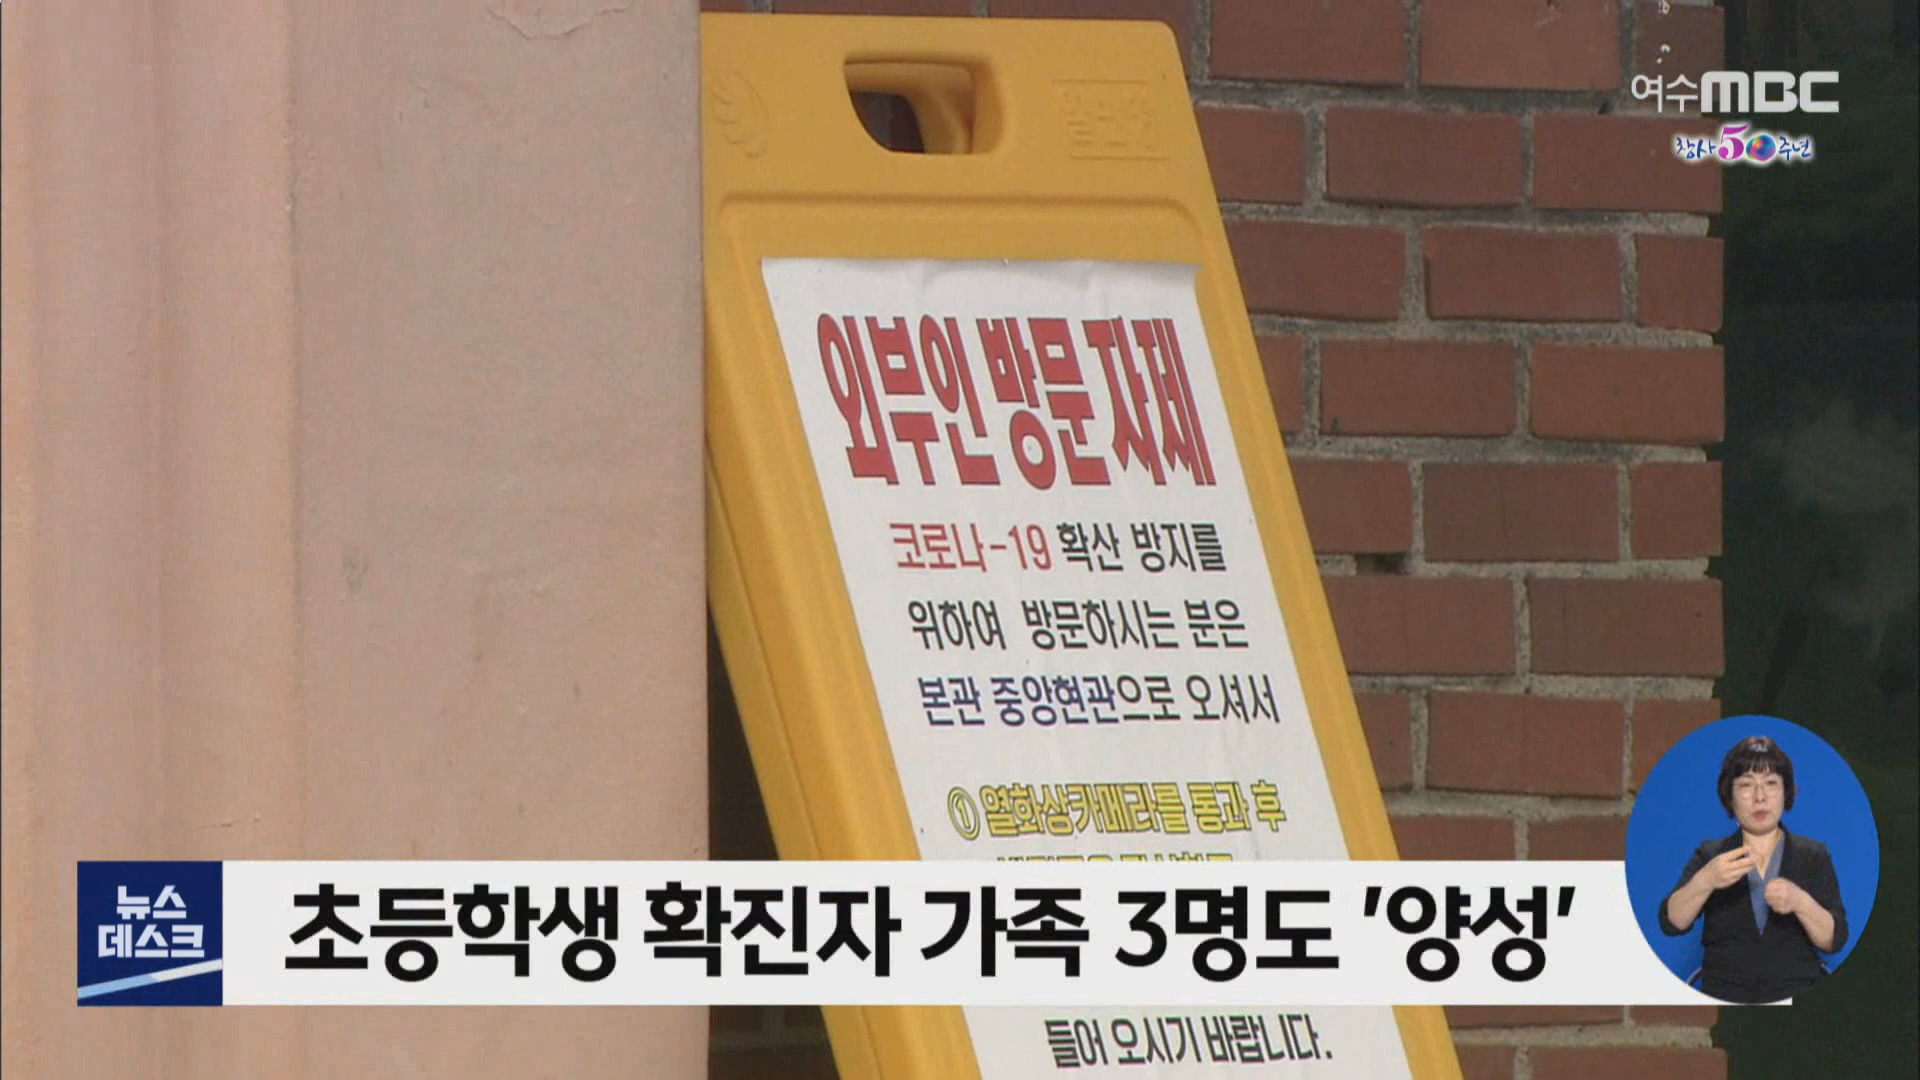 여수MBC
창사50주년
외부인 방문 자제
코로나-19 확산 방지를
위하여 방문하시는 분은
본관 중앙현관으로 오셔서
① 열화상카메라를 통과 후
뉴스
데스크
초등학생 확진자 가족 3명도 '양성'
들어 오시기 바랍니다.